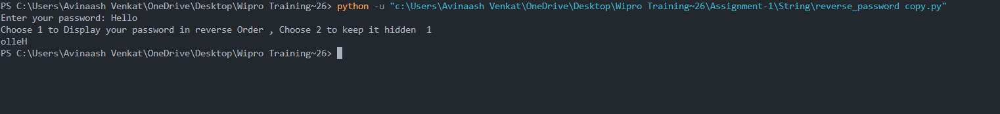 PS C:\Users\Avinaash Venkat\OneDrive\Desktop\Wipro Training~26> python -u "c:\Users\Avinaash Venkat\OneDrive\Desktop\Wipro Training~26\Assignment-1\String\reverse_password copy.py"
Enter your password: Hello
Choose 1 to Display your password in reverse Order , Choose 2 to keep it hidden  1
olleH
PS C:\Users\Avinaash Venkat\OneDrive\Desktop\Wipro Training~26>